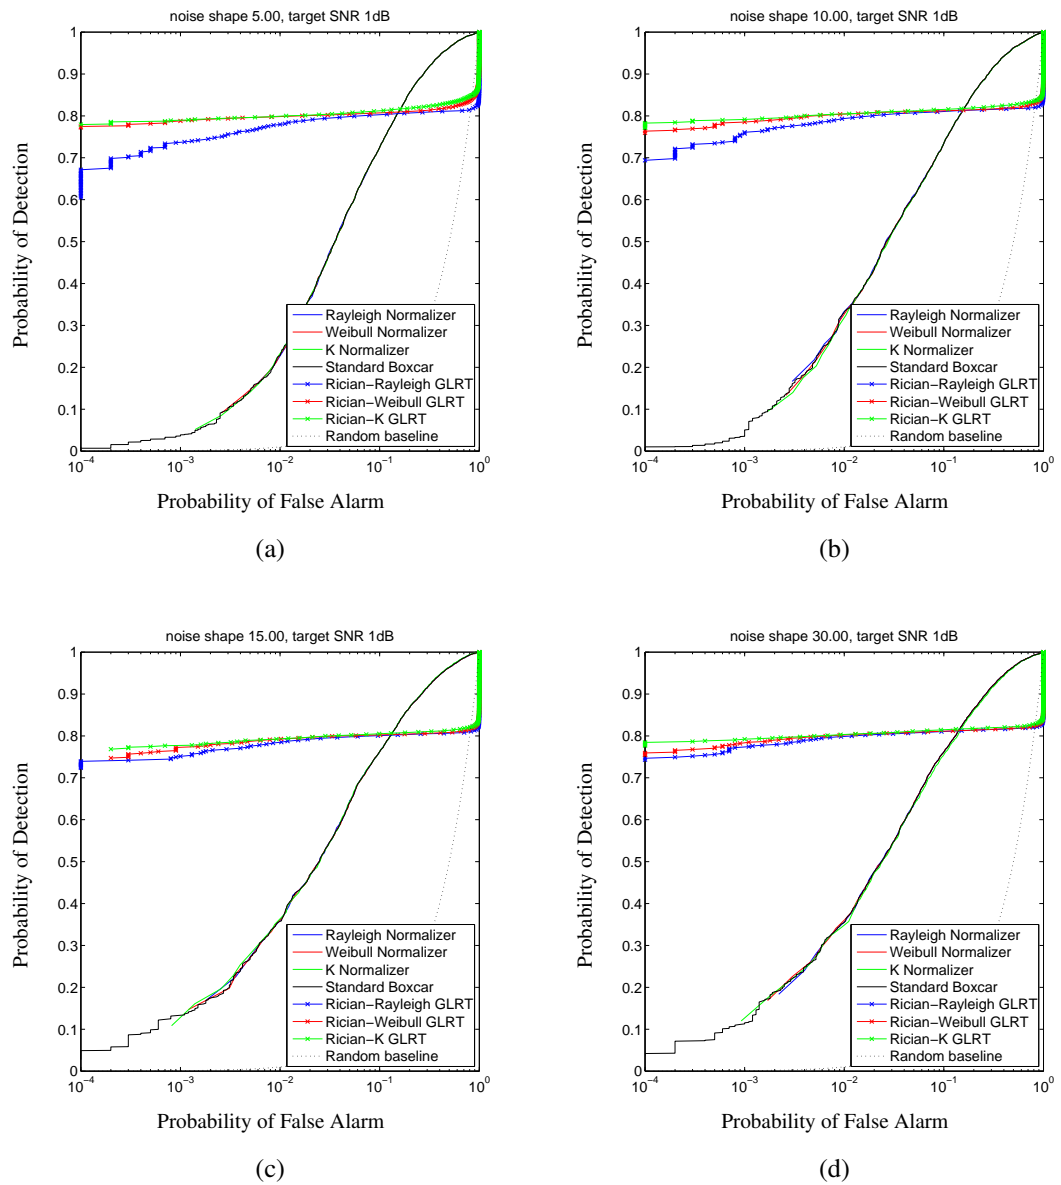 noise shape 5.00, target SNR 1dB
1
0.9
0.8
0.7
0.6
0.5
0.4
0.3
0.2
0.1
0
Probability of Detection
Rayleigh Normalizer
Weibull Normalizer
K Normalizer
Standard Boxcar
Rician-Rayleigh GLRT
Rician-Weibull GLRT
Rician-K GLRT
Random baseline
10^-4 10^-3 10^-2 10^-1 10^0
Probability of False Alarm
(a)
noise shape 10.00, target SNR 1dB
1
0.9
0.8
0.7
0.6
0.5
0.4
0.3
0.2
0.1
0
Probability of Detection
Rayleigh Normalizer
Weibull Normalizer
K Normalizer
Standard Boxcar
Rician-Rayleigh GLRT
Rician-Weibull GLRT
Rician-K GLRT
Random baseline
10^-4 10^-3 10^-2 10^-1 10^0
Probability of False Alarm
(b)
noise shape 15.00, target SNR 1dB
1
0.9
0.8
0.7
0.6
0.5
0.4
0.3
0.2
0.1
0
Probability of Detection
Rayleigh Normalizer
Weibull Normalizer
K Normalizer
Standard Boxcar
Rician-Rayleigh GLRT
Rician-Weibull GLRT
Rician-K GLRT
Random baseline
10^-4 10^-3 10^-2 10^-1 10^0
Probability of False Alarm
(c)
noise shape 30.00, target SNR 1dB
1
0.9
0.8
0.7
0.6
0.5
0.4
0.3
0.2
0.1
0
Probability of Detection
Rayleigh Normalizer
Weibull Normalizer
K Normalizer
Standard Boxcar
Rician-Rayleigh GLRT
Rician-Weibull GLRT
Rician-K GLRT
Random baseline
10^-4 10^-3 10^-2 10^-1 10^0
Probability of False Alarm
(d)